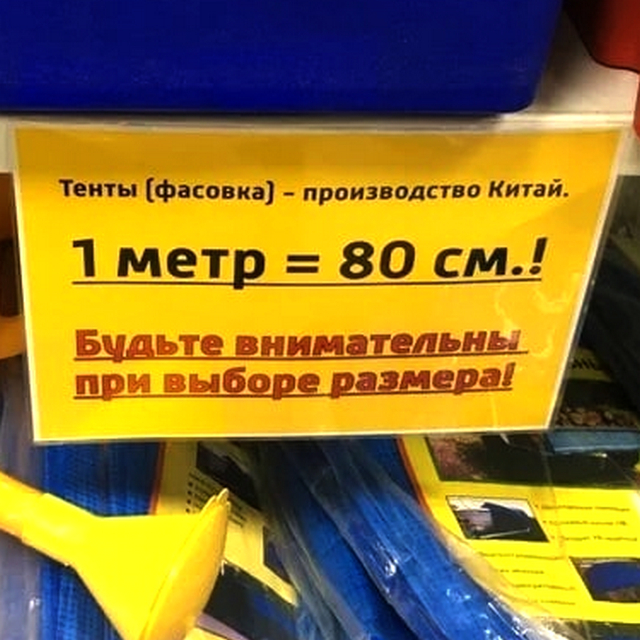 Тенты (фасовка) – производство Китай.
1 метр = 80 см.!
Будьте внимательны
при выборе размера!